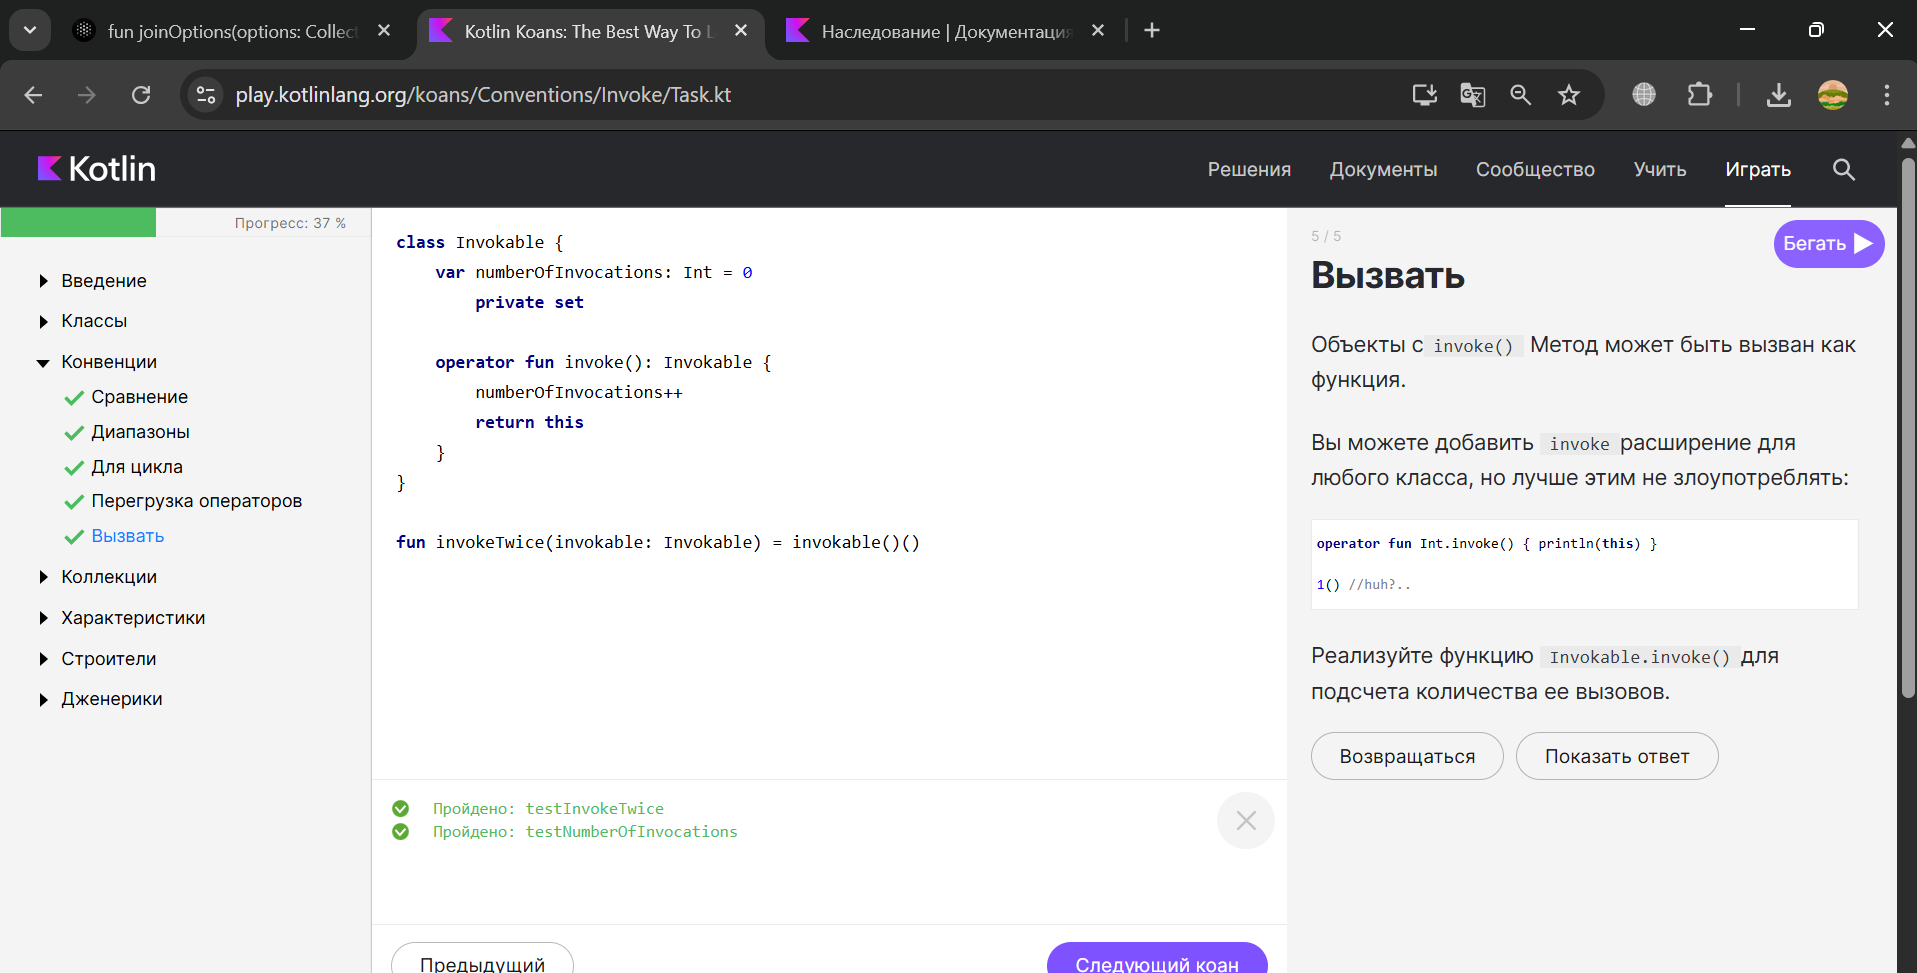 fun joinOptions(options: Collect
Kotlin Koans: The Best Way To L
Наследование | Документация
play.kotlinlang.org/koans/Conventions/Invoke/Task.kt
Kotlin
Решения
Документы
Сообщество
Учить
Играть
Прогресс: 37 %
Введение
Классы
Конвенции
Сравнение
Диапазоны
Для цикла
Перегрузка операторов
Вызвать
Коллекции
Характеристики
Строители
Дженерики
class Invokable {
    var numberOfInvocations: Int = 0
        private set

    operator fun invoke(): Invokable {
        numberOfInvocations++
        return this
    }
}

fun invokeTwice(invokable: Invokable) = invokable()()
Пройдено: testInvokeTwice
Пройдено: testNumberOfInvocations
Предыдущий
Следующий коан
5 / 5
Бегать
Вызвать
Объекты с invoke() Метод может быть вызван как
функция.
Вы можете добавить invoke расширение для
любого класса, но лучше этим не злоупотреблять:
operator fun Int.invoke() { println(this) }
1() //huh?..
Реализуйте функцию Invokable.invoke() для
подсчета количества ее вызовов.
Возвращаться
Показать ответ